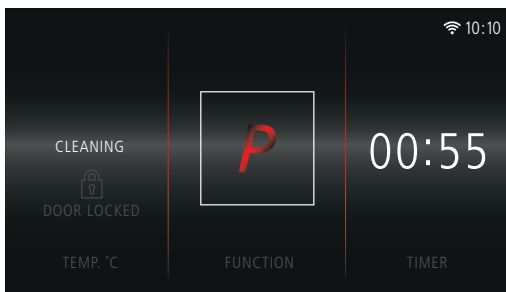 10:10
CLEANING
DOOR LOCKED
TEMP. °C
P
FUNCTION
00:55
TIMER